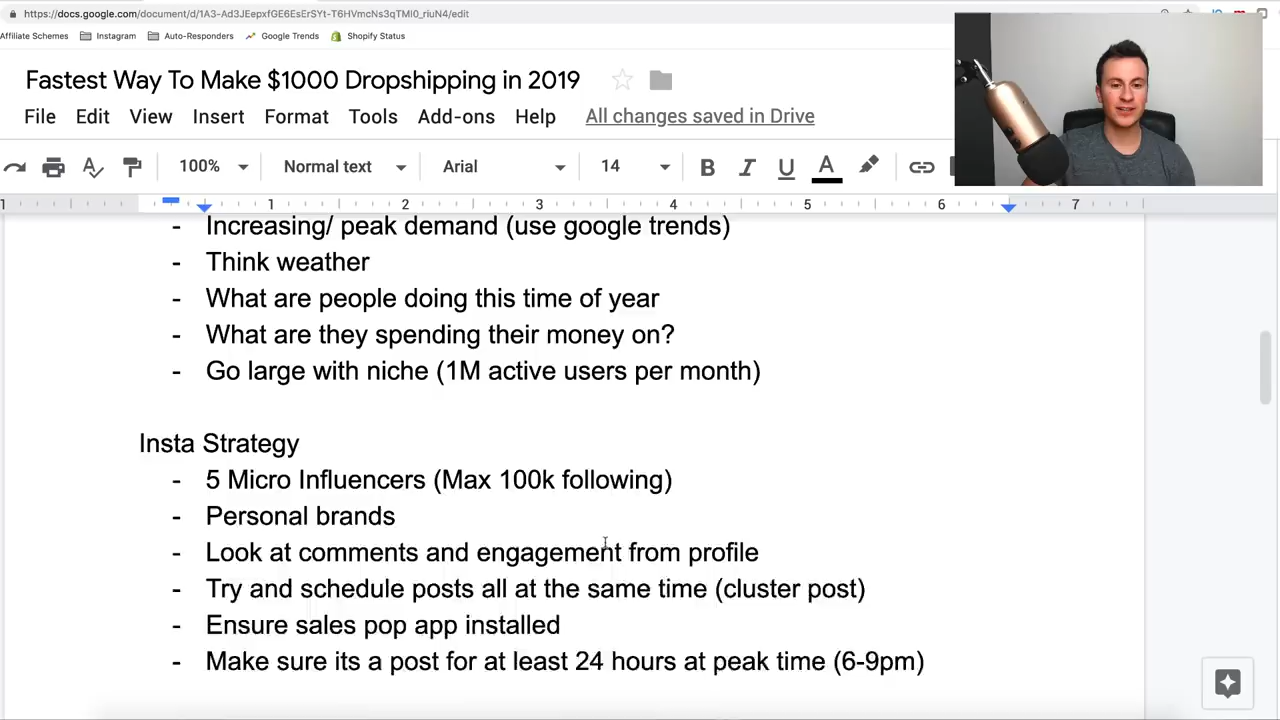 https://docs.google.com/document/d/1A3-Ad3JEepxfGE6EsErSYt-T6HVmcNs3qTMI0_riuN4/edit
Affiliate Schemes Instagram Auto-Responders Google Trends Shopify Status
Fastest Way To Make $1000 Dropshipping in 2019
File Edit View Insert Format Tools Add-ons Help All changes saved in Drive
100% Normal text Arial 14 B I U A
1 1 2 3 4 5 6 7
- Increasing/ peak demand (use google trends)
- Think weather
- What are people doing this time of year
- What are they spending their money on?
- Go large with niche (1M active users per month)
Insta Strategy
- 5 Micro Influencers (Max 100k following)
- Personal brands
- Look at comments and engagement from profile
- Try and schedule posts all at the same time (cluster post)
- Ensure sales pop app installed
- Make sure its a post for at least 24 hours at peak time (6-9pm)